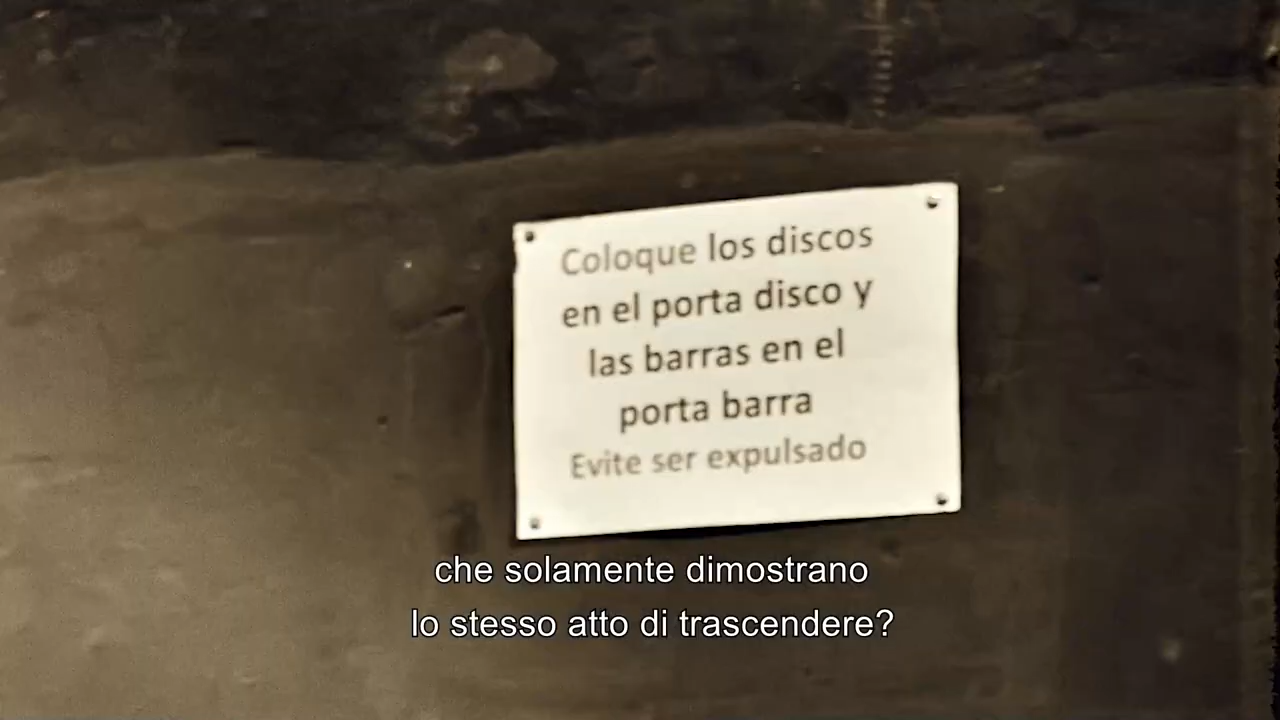 Coloque los discos
en el porta disco y
las barras en el
porta barra
Evite ser expulsado
che solamente dimostrano
lo stesso atto di trascendere?